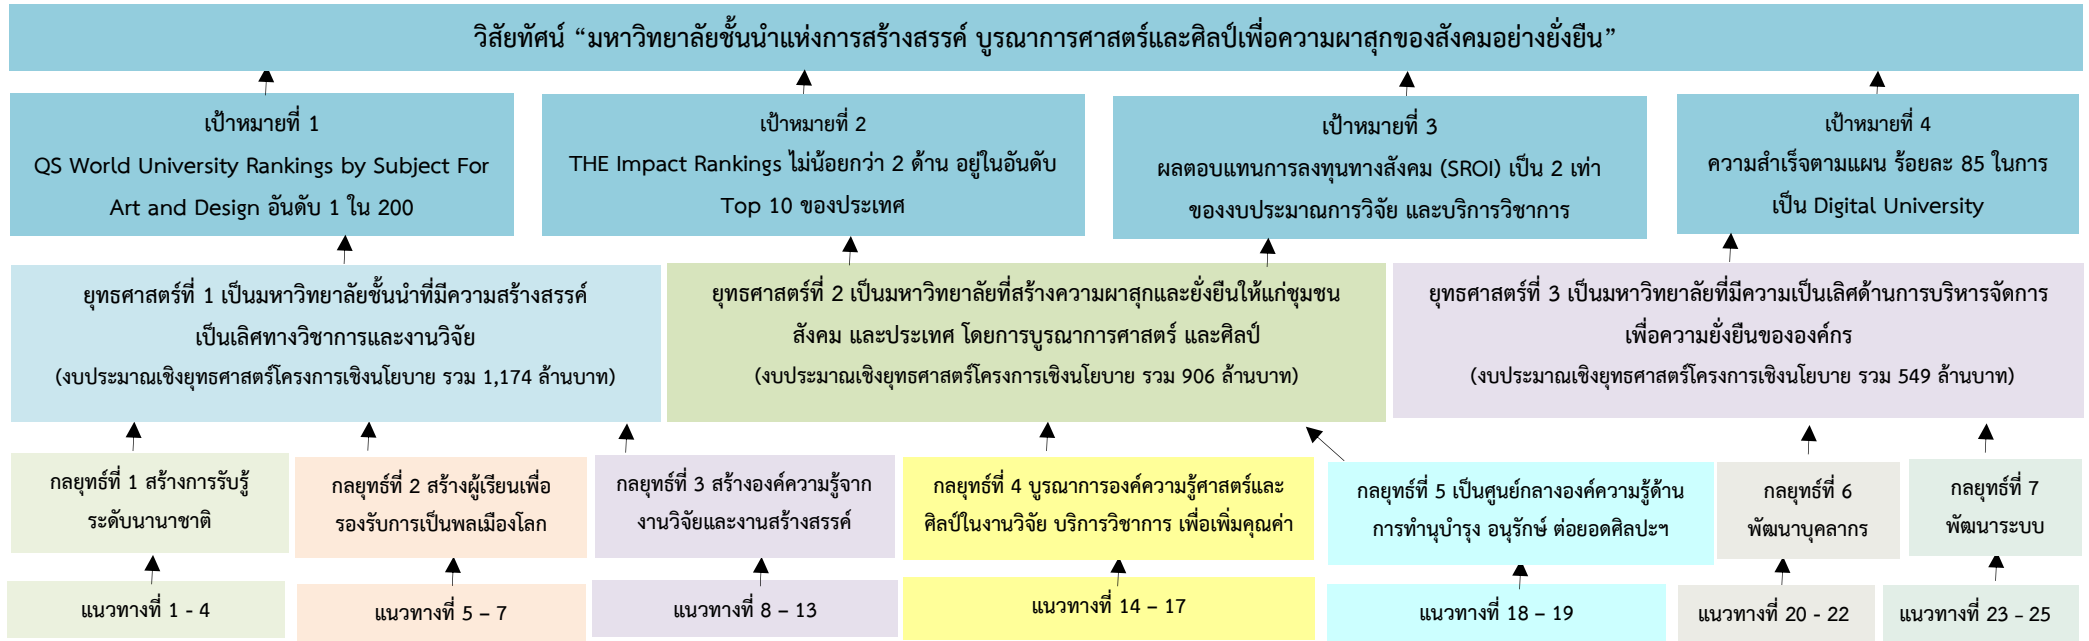 วิสัยทัศน์ “มหาวิทยาลัยชั้นนำแห่งการสร้างสรรค์ บูรณาการศาสตร์และศิลป์เพื่อความผาสุกของสังคมอย่างยั่งยืน”
เป้าหมายที่ 1
QS World University Rankings by Subject For
Art and Design อันดับ 1 ใน 200
เป้าหมายที่ 2
THE Impact Rankings ไม่น้อยกว่า 2 ด้าน อยู่ในอันดับ
Top 10 ของประเทศ
เป้าหมายที่ 3
ผลตอบแทนการลงทุนทางสังคม (SROI) เป็น 2 เท่า
ของงบประมาณการวิจัย และบริการวิชาการ
เป้าหมายที่ 4
ความสำเร็จตามแผน ร้อยละ 85 ในการ
เป็น Digital University
ยุทธศาสตร์ที่ 1 เป็นมหาวิทยาลัยชั้นนำที่มีความสร้างสรรค์
เป็นเลิศทางวิชาการและงานวิจัย
(งบประมาณเชิงยุทธศาสตร์โครงการเชิงนโยบาย รวม 1,174 ล้านบาท)
ยุทธศาสตร์ที่ 2 เป็นมหาวิทยาลัยที่สร้างความผาสุกและยั่งยืนให้แก่ชุมชน
สังคม และประเทศ โดยการบูรณาการศาสตร์ และศิลป์
(งบประมาณเชิงยุทธศาสตร์โครงการเชิงนโยบาย รวม 906 ล้านบาท)
ยุทธศาสตร์ที่ 3 เป็นมหาวิทยาลัยที่มีความเป็นเลิศด้านการบริหารจัดการ
เพื่อความยั่งยืนขององค์กร
(งบประมาณเชิงยุทธศาสตร์โครงการเชิงนโยบาย รวม 549 ล้านบาท)
กลยุทธ์ที่ 1 สร้างการรับรู้
ระดับนานาชาติ
กลยุทธ์ที่ 2 สร้างผู้เรียนเพื่อ
รองรับการเป็นพลเมืองโลก
กลยุทธ์ที่ 3 สร้างองค์ความรู้จาก
งานวิจัยและงานสร้างสรรค์
กลยุทธ์ที่ 4 บูรณาการองค์ความรู้ศาสตร์และ
ศิลป์ในงานวิจัย บริการวิชาการ เพื่อเพิ่มคุณค่า
กลยุทธ์ที่ 5 เป็นศูนย์กลางองค์ความรู้ด้าน
การทำนุบำรุง อนุรักษ์ ต่อยอดศิลปะฯ
กลยุทธ์ที่ 6
พัฒนาบุคลากร
กลยุทธ์ที่ 7
พัฒนาระบบ
แนวทางที่ 1 - 4
แนวทางที่ 5 – 7
แนวทางที่ 8 – 13
แนวทางที่ 14 – 17
แนวทางที่ 18 – 19
แนวทางที่ 20 - 22
แนวทางที่ 23 – 25